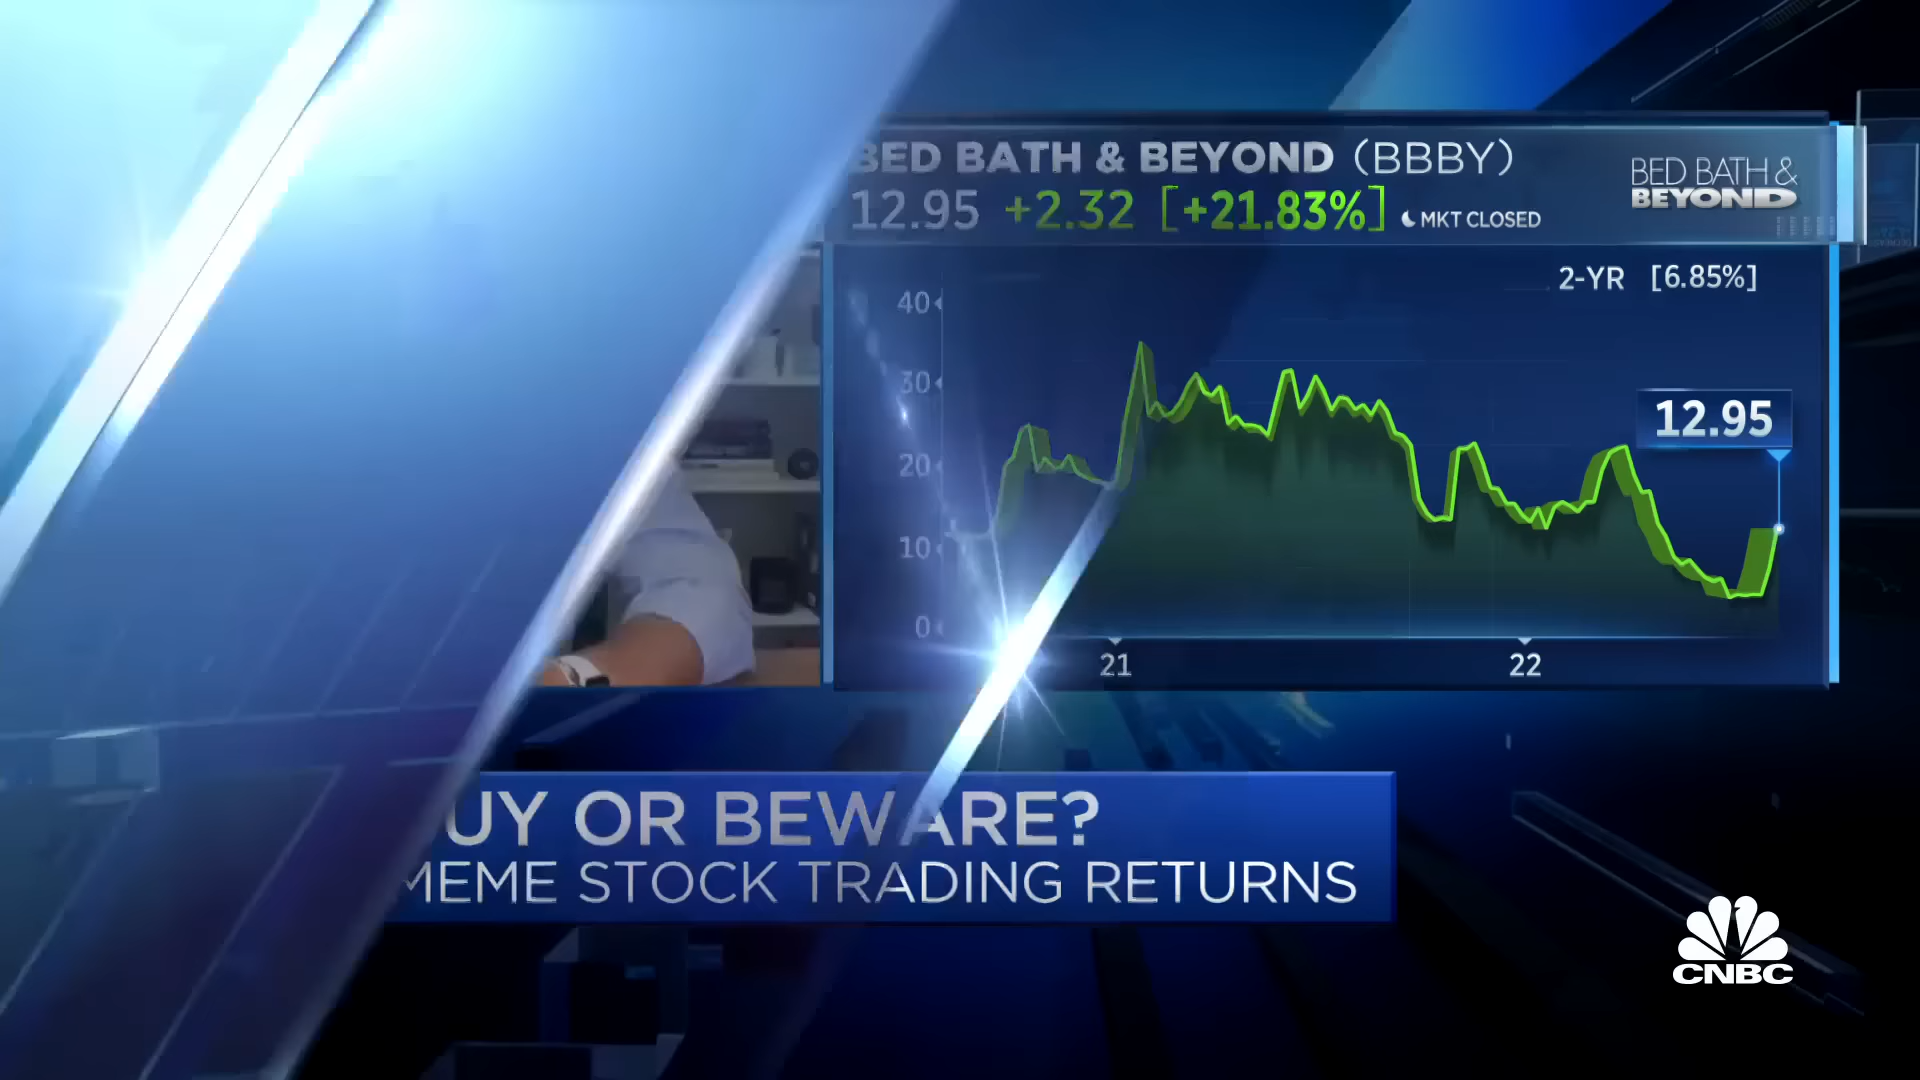 BED BATH & BEYOND (BBBY)
12.95 +2.32 [+21.83%] MKT CLOSED
BED BATH &
BEYOND
2-YR [6.85%]
40
30
20
10
0
12.95
21
22
UY OR BEWARE?
MEME STOCK TRADING RETURNS
CNBC